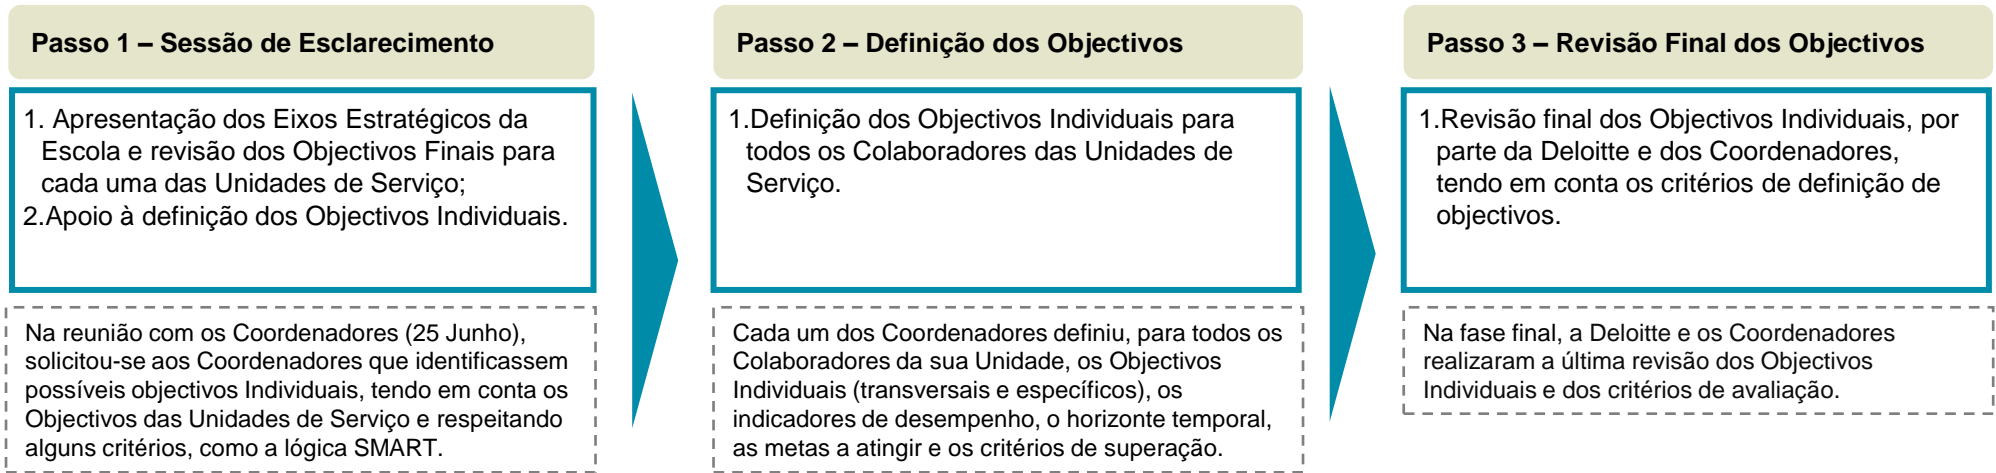 Passo 1 – Sessão de Esclarecimento
1. Apresentação dos Eixos Estratégicos da
Escola e revisão dos Objectivos Finais para
cada uma das Unidades de Serviço;
2.Apoio à definição dos Objectivos Individuais.
Na reunião com os Coordenadores (25 Junho),
solicitou-se aos Coordenadores que identificassem
possíveis objectivos Individuais, tendo em conta os
Objectivos das Unidades de Serviço e respeitando
alguns critérios, como a lógica SMART.
Passo 2 – Definição dos Objectivos
1.Definição dos Objectivos Individuais para
todos os Colaboradores das Unidades de
Serviço.
Cada um dos Coordenadores definiu, para todos os
Colaboradores da sua Unidade, os Objectivos
Individuais (transversais e específicos), os
indicadores de desempenho, o horizonte temporal,
as metas a atingir e os critérios de superação.
Passo 3 – Revisão Final dos Objectivos
1.Revisão final dos Objectivos Individuais, por
parte da Deloitte e dos Coordenadores,
tendo em conta os critérios de definição de
objectivos.
Na fase final, a Deloitte e os Coordenadores
realizaram a última revisão dos Objectivos
Individuais e dos critérios de avaliação.